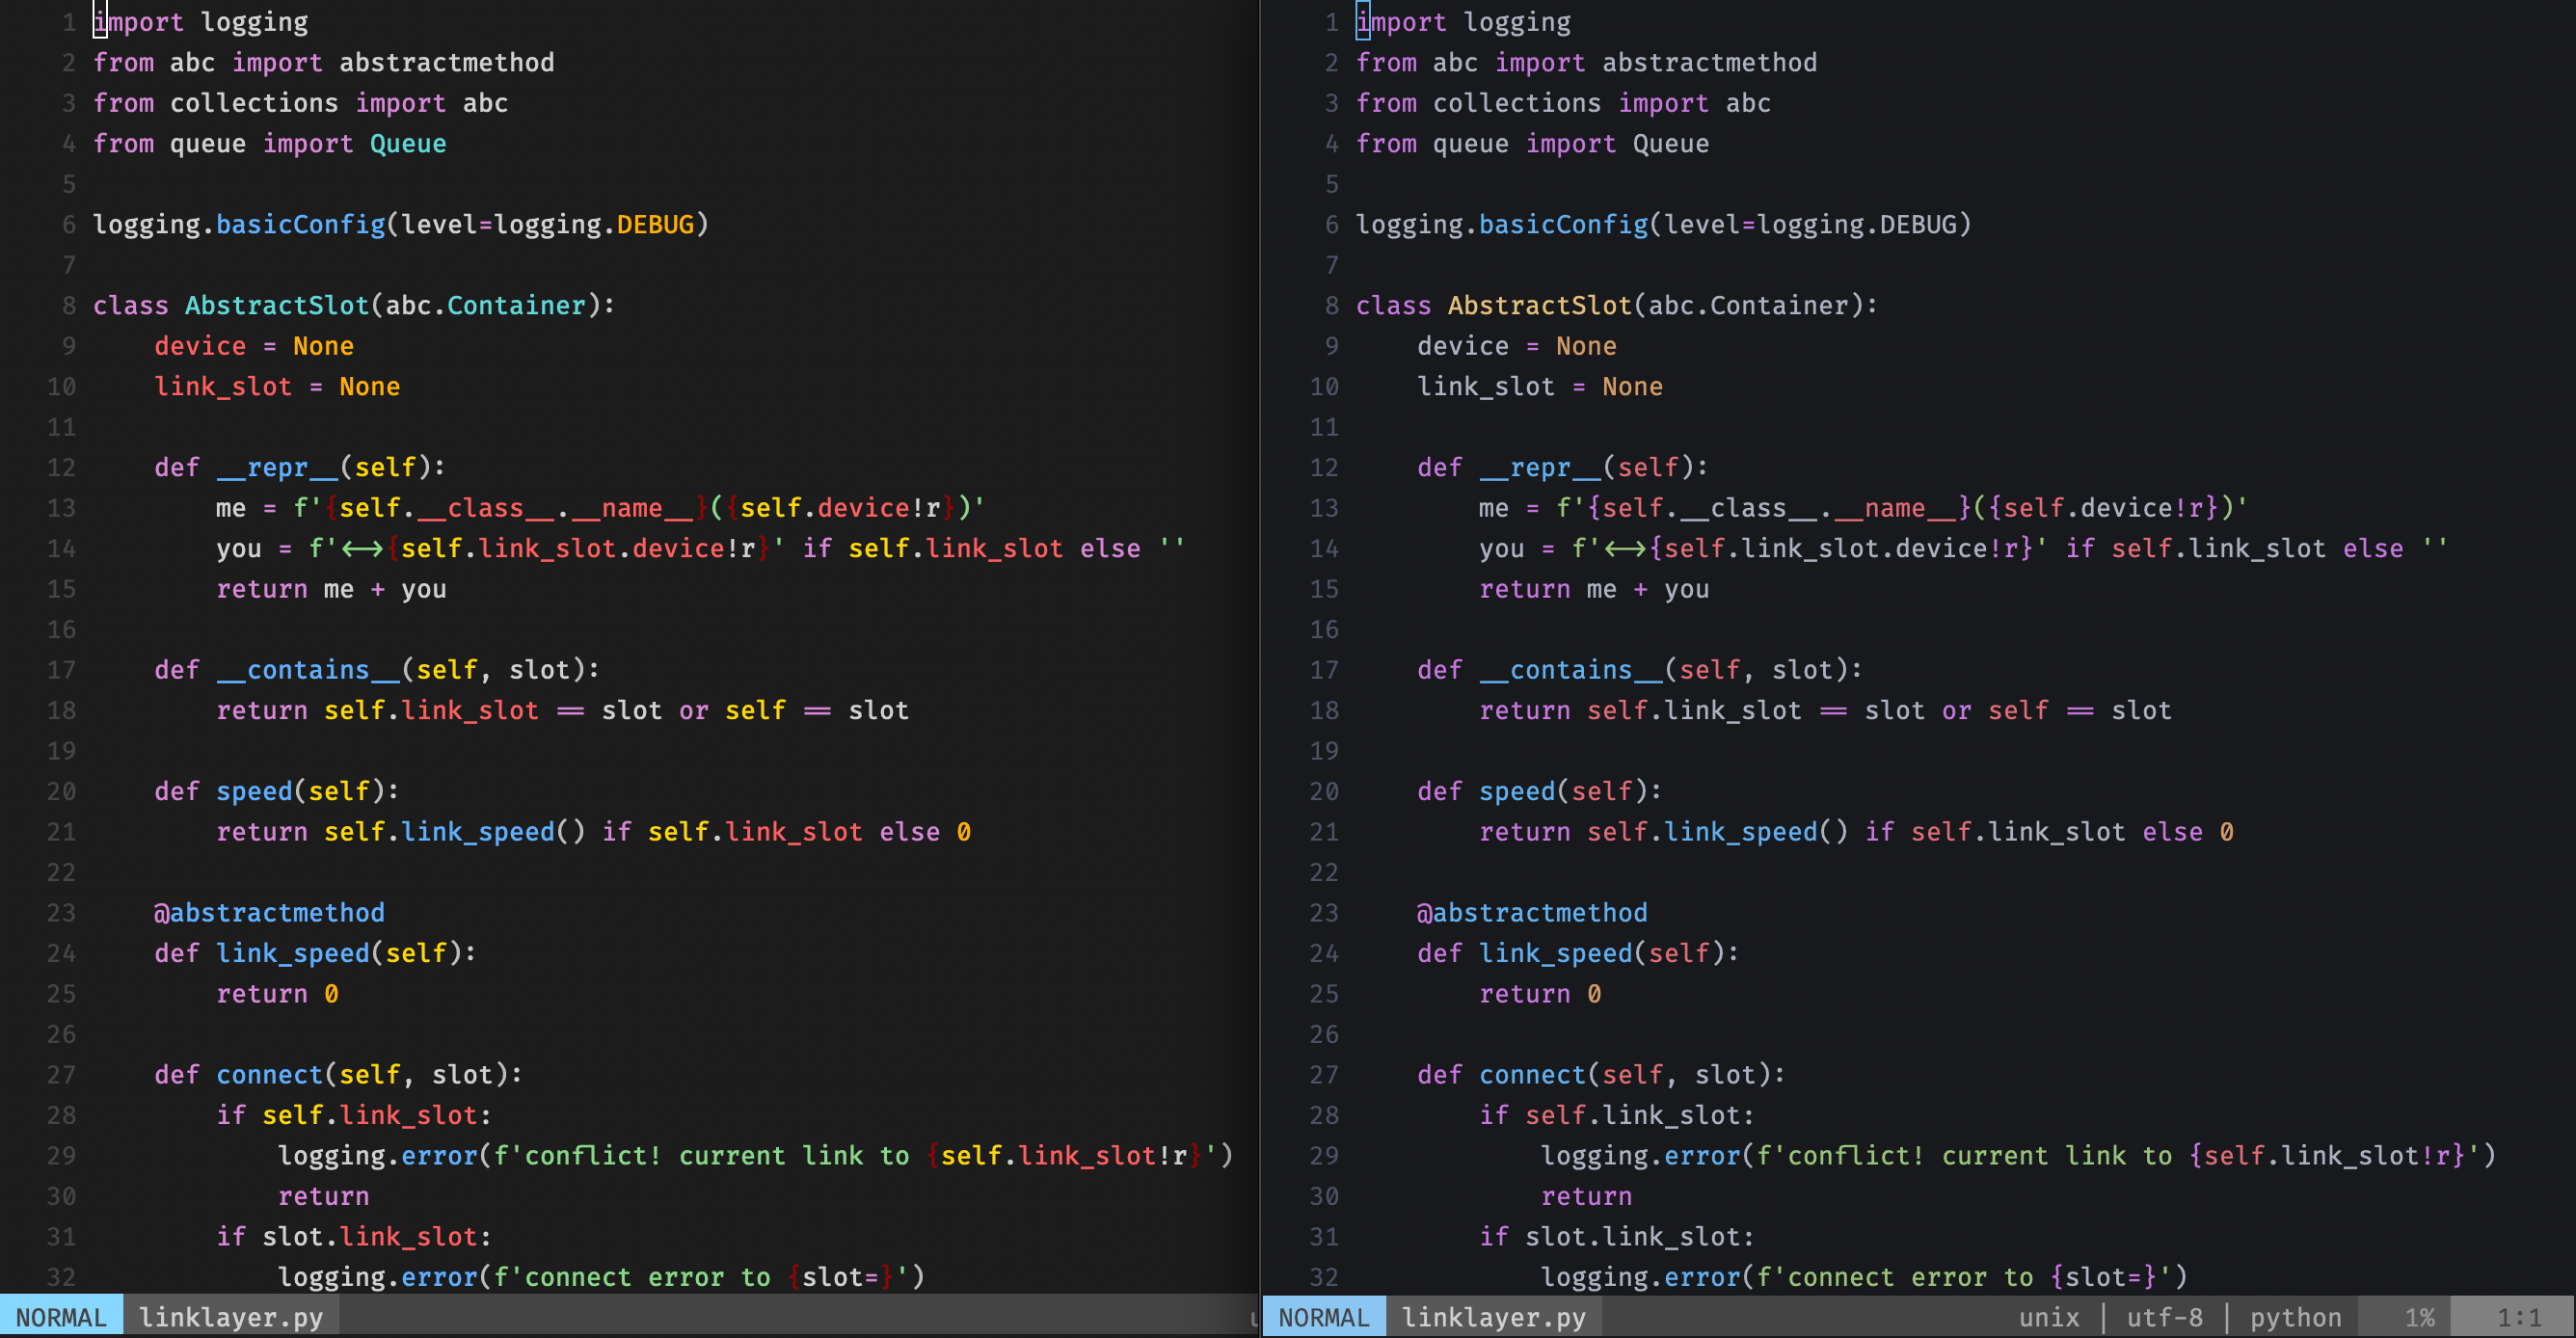 1 import logging
2 from abc import abstractmethod
3 from collections import abc
4 from queue import Queue
5
6 logging.basicConfig(level=logging.DEBUG)
7
8 class AbstractSlot(abc.Container):
9     device = None
10     link_slot = None
11
12     def __repr__(self):
13         me = f'{self.__class__.__name__}({self.device!r})'
14         you = f'<->{self.link_slot.device!r}' if self.link_slot else ''
15         return me + you
16
17     def __contains__(self, slot):
18         return self.link_slot == slot or self == slot
19
20     def speed(self):
21         return self.link_speed() if self.link_slot else 0
22
23     @abstractmethod
24     def link_speed(self):
25         return 0
26
27     def connect(self, slot):
28         if self.link_slot:
29             logging.error(f'conflict! current link to {self.link_slot!r}')
30             return
31         if slot.link_slot:
32             logging.error(f'connect error to {slot=}')
NORMAL linklayer.py u
1 import logging
2 from abc import abstractmethod
3 from collections import abc
4 from queue import Queue
5
6 logging.basicConfig(level=logging.DEBUG)
7
8 class AbstractSlot(abc.Container):
9     device = None
10     link_slot = None
11
12     def __repr__(self):
13         me = f'{self.__class__.__name__}({self.device!r})'
14         you = f'<->{self.link_slot.device!r}' if self.link_slot else ''
15         return me + you
16
17     def __contains__(self, slot):
18         return self.link_slot == slot or self == slot
19
20     def speed(self):
21         return self.link_speed() if self.link_slot else 0
22
23     @abstractmethod
24     def link_speed(self):
25         return 0
26
27     def connect(self, slot):
28         if self.link_slot:
29             logging.error(f'conflict! current link to {self.link_slot!r}')
30             return
31         if slot.link_slot:
32             logging.error(f'connect error to {slot=}')
NORMAL linklayer.py unix | utf-8 | python 1% 1:1